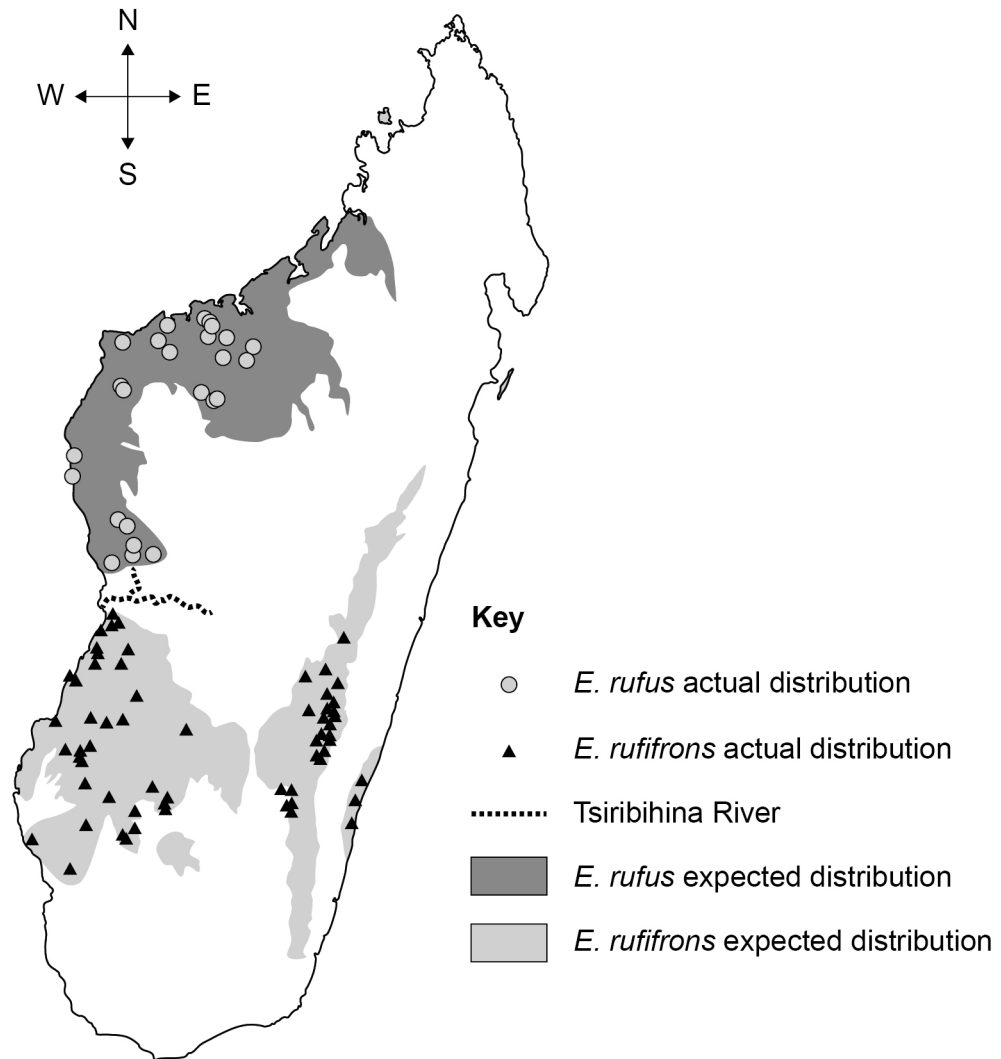 N
W E
S
Key
E. rufus actual distribution
E. rufifrons actual distribution
Tsiribihina River
E. rufus expected distribution
E. rufifrons expected distribution